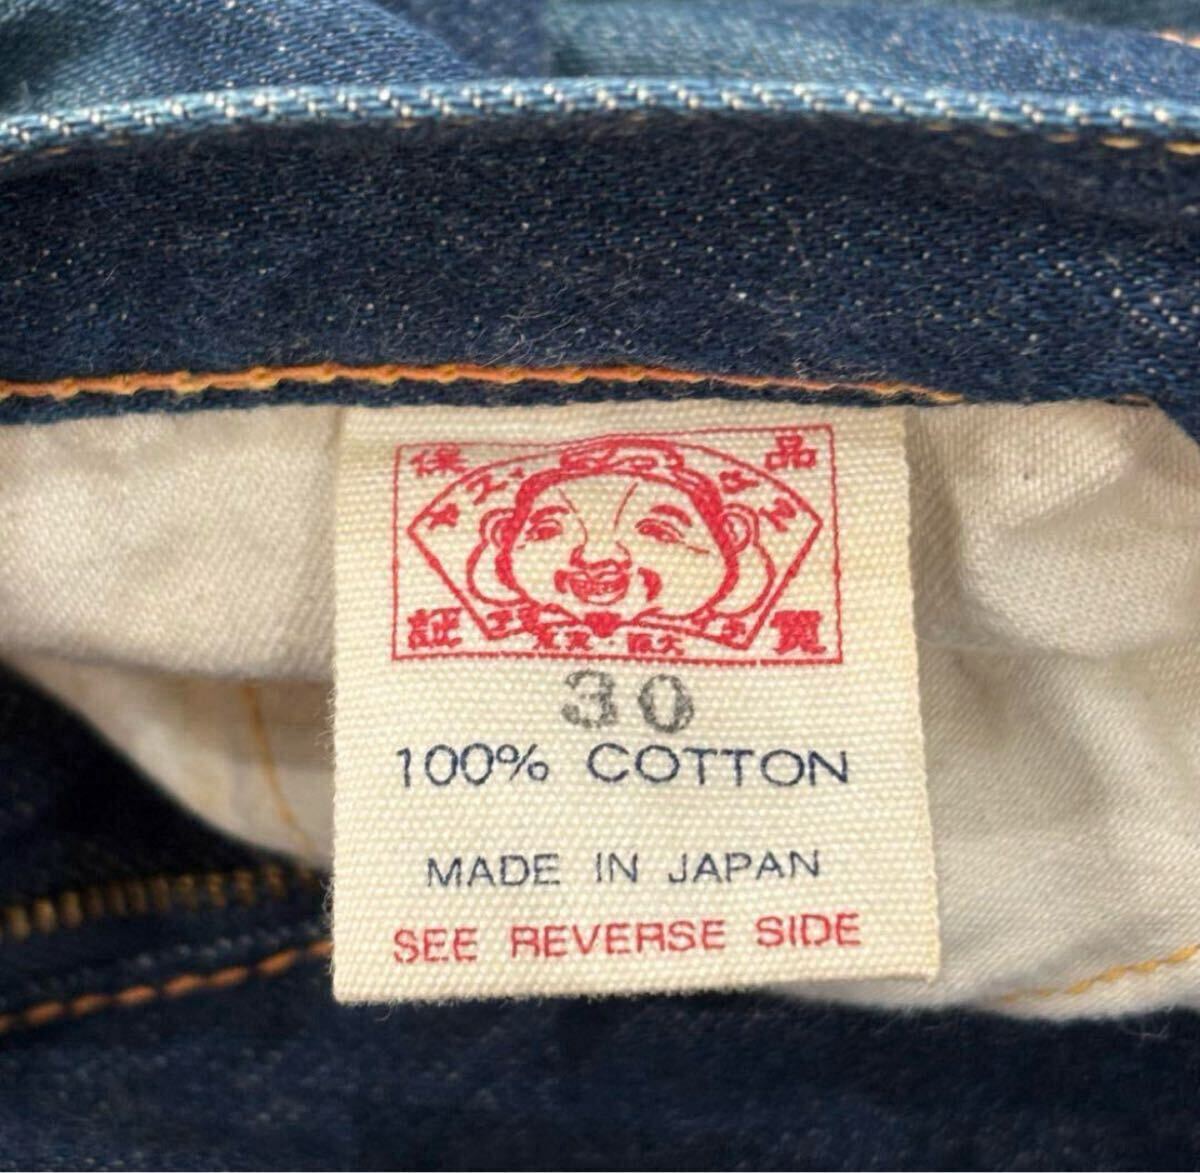 保 品
証 質
30
100% COTTON
MADE IN JAPAN
SEE REVERSE SIDE